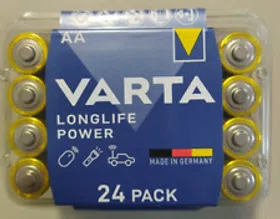 AA
VARTA
LONGLIFE
POWER
MADE IN GERMANY
24 PACK